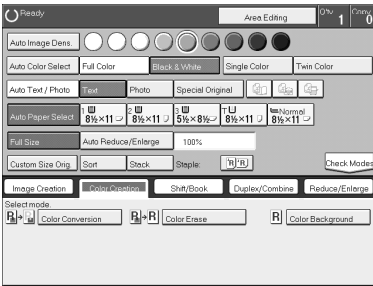 Ready Area Editing Q'ty 1 Copy 0
Auto Image Dens.
Auto Color Select Full Color Black & White Single Color Twin Color
Auto Text / Photo Text Photo Special Original
Auto Paper Select 1 8½×11 2 8½×11 3 5½×8½ T 8½×11 Normal 8½×11
Full Size Auto Reduce/Enlarge 100%
Custom Size Orig. Sort Stack Staple: R R Check Modes
Image Creation Color Creation Shift/Book Duplex/Combine Reduce/Enlarge
Select mode.
R Color Conversion R R Color Erase R Color Background